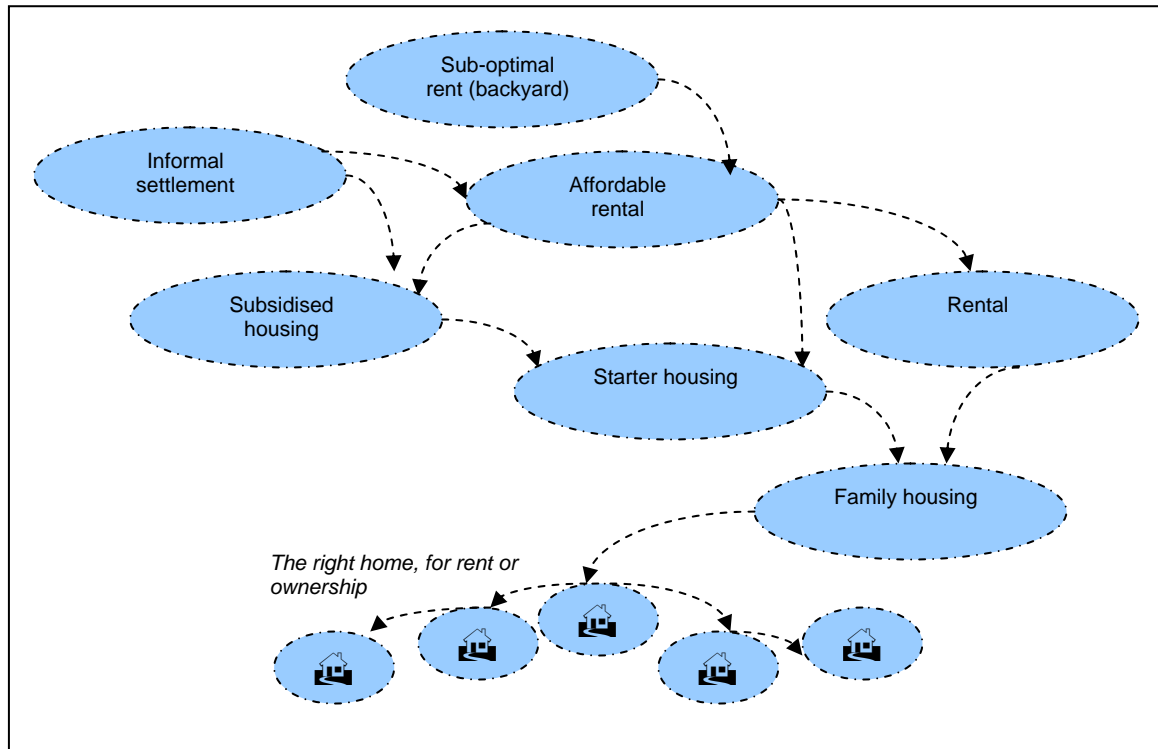 Sub-optimal
rent (backyard)
Informal
settlement
Affordable
rental
Subsidised
housing
Rental
Starter housing
Family housing
The right home, for rent or
ownership